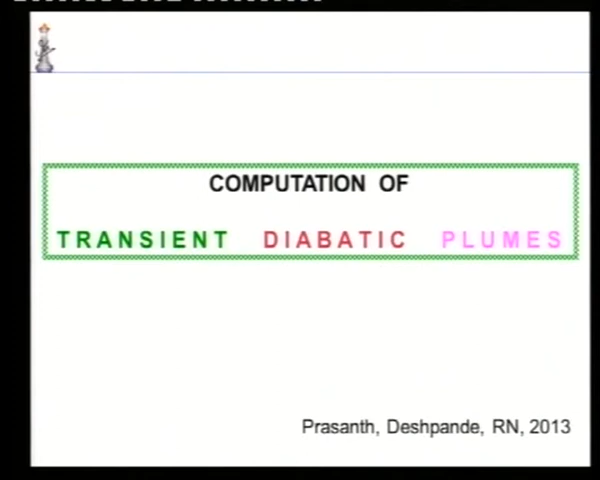 COMPUTATION OF
TRANSIENT DIABATIC PLUMES
Prasanth, Deshpande, RN, 2013